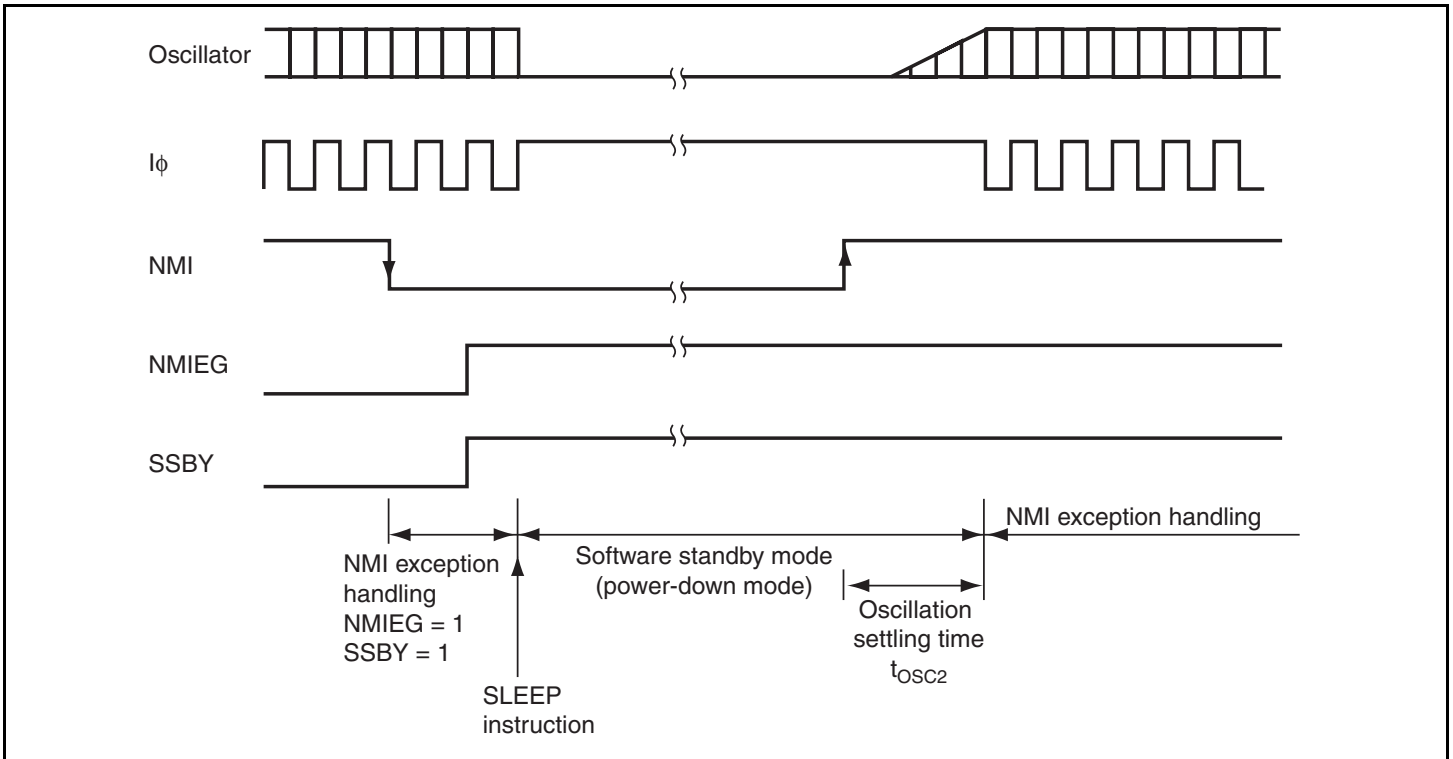 Oscillator
Iϕ
NMI
NMIEG
SSBY
NMI exception handling
NMI exception
handling
NMIEG = 1
SSBY = 1
Software standby mode
(power-down mode)
Oscillation
settling time
tOSC2
SLEEP
instruction